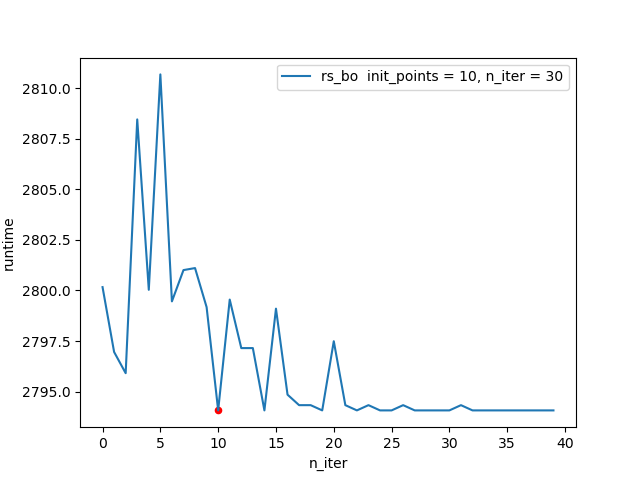 rs_bo  init_points = 10, n_iter = 30
runtime
2810.0
2807.5
2805.0
2802.5
2800.0
2797.5
2795.0
0 5 10 15 20 25 30 35 40
n_iter